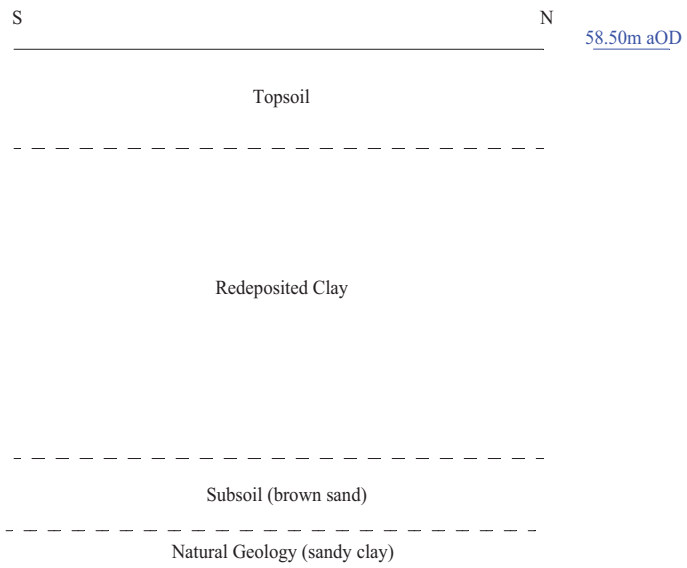 S
N
58.50m aOD
Topsoil
Redeposited Clay
Subsoil (brown sand)
Natural Geology (sandy clay)